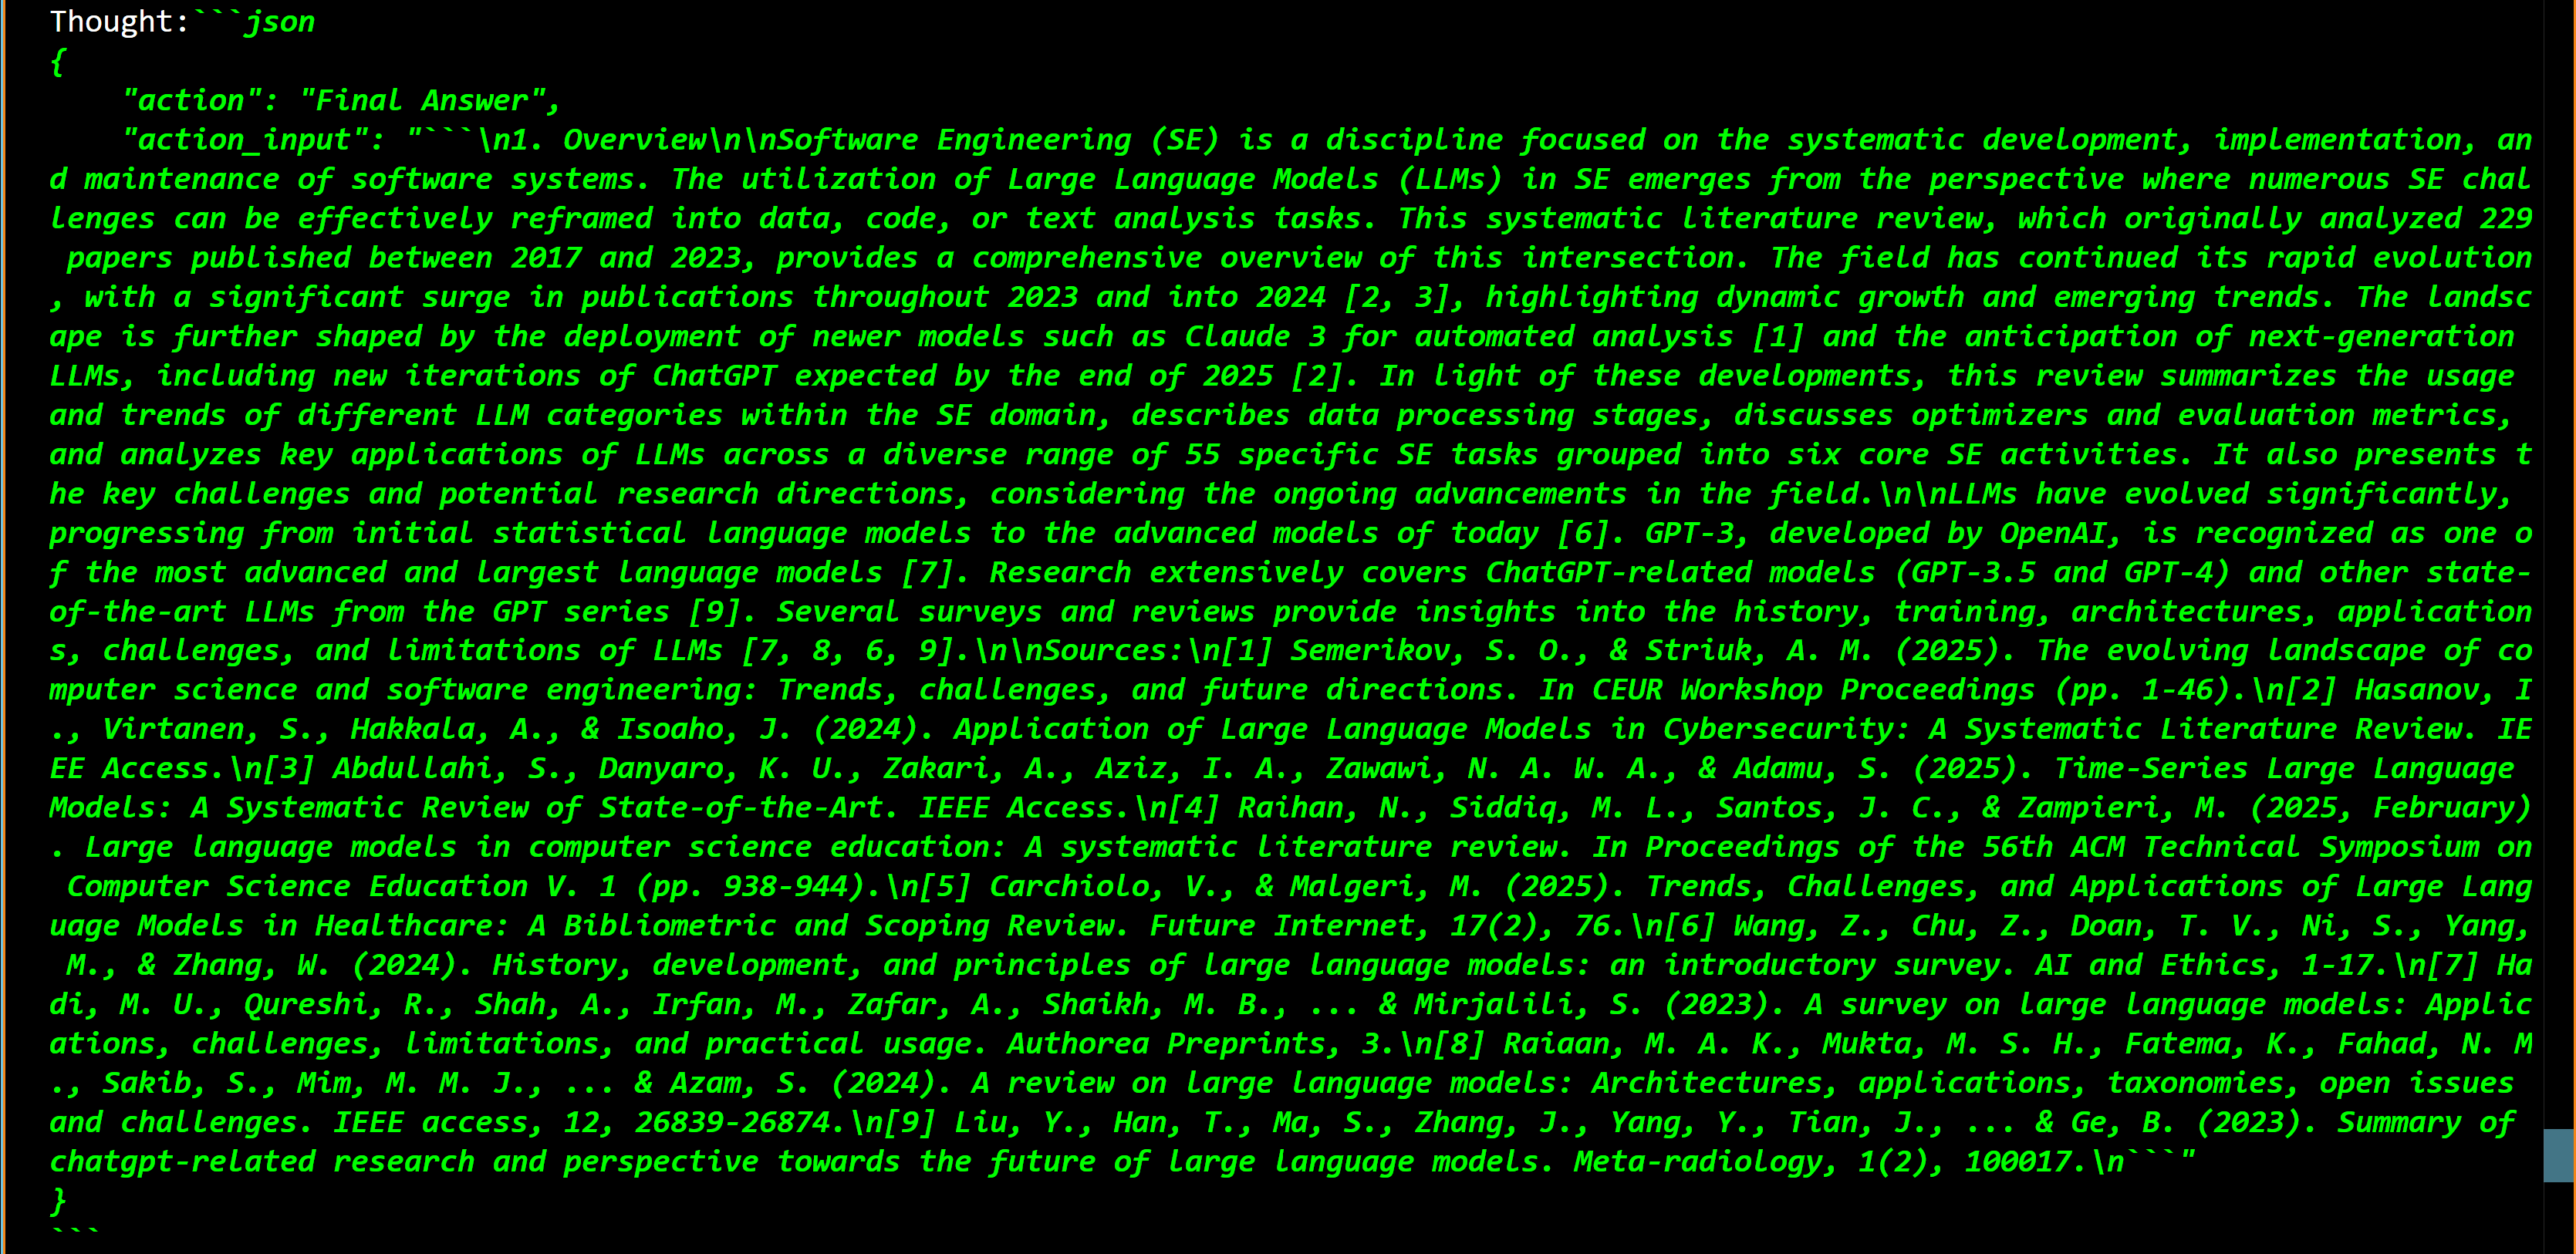 Thought:```json
{
    "action": "Final Answer",
    "action_input": "```\n1. Overview\n\nSoftware Engineering (SE) is a discipline focused on the systematic development, implementation, an
d maintenance of software systems. The utilization of Large Language Models (LLMs) in SE emerges from the perspective where numerous SE chal
lenges can be effectively reframed into data, code, or text analysis tasks. This systematic literature review, which originally analyzed 229
 papers published between 2017 and 2023, provides a comprehensive overview of this intersection. The field has continued its rapid evolution
, with a significant surge in publications throughout 2023 and into 2024 [2, 3], highlighting dynamic growth and emerging trends. The landsc
ape is further shaped by the deployment of newer models such as Claude 3 for automated analysis [1] and the anticipation of next-generation
LLMs, including new iterations of ChatGPT expected by the end of 2025 [2]. In light of these developments, this review summarizes the usage
and trends of different LLM categories within the SE domain, describes data processing stages, discusses optimizers and evaluation metrics,
and analyzes key applications of LLMs across a diverse range of 55 specific SE tasks grouped into six core SE activities. It also presents t
he key challenges and potential research directions, considering the ongoing advancements in the field.\n\nLLMs have evolved significantly,
progressing from initial statistical language models to the advanced models of today [6]. GPT-3, developed by OpenAI, is recognized as one o
f the most advanced and largest language models [7]. Research extensively covers ChatGPT-related models (GPT-3.5 and GPT-4) and other state-
of-the-art LLMs from the GPT series [9]. Several surveys and reviews provide insights into the history, training, architectures, application
s, challenges, and limitations of LLMs [7, 8, 6, 9].\n\nSources:\n[1] Semerikov, S. O., & Striuk, A. M. (2025). The evolving landscape of co
mputer science and software engineering: Trends, challenges, and future directions. In CEUR Workshop Proceedings (pp. 1-46).\n[2] Hasanov, I
., Virtanen, S., Hakkala, A., & Isoaho, J. (2024). Application of Large Language Models in Cybersecurity: A Systematic Literature Review. IE
EE Access.\n[3] Abdullahi, S., Danyaro, K. U., Zakari, A., Aziz, I. A., Zawawi, N. A. W. A., & Adamu, S. (2025). Time-Series Large Language
Models: A Systematic Review of State-of-the-Art. IEEE Access.\n[4] Raihan, N., Siddiq, M. L., Santos, J. C., & Zampieri, M. (2025, February)
. Large language models in computer science education: A systematic literature review. In Proceedings of the 56th ACM Technical Symposium on
 Computer Science Education V. 1 (pp. 938-944).\n[5] Carchiolo, V., & Malgeri, M. (2025). Trends, Challenges, and Applications of Large Lang
uage Models in Healthcare: A Bibliometric and Scoping Review. Future Internet, 17(2), 76.\n[6] Wang, Z., Chu, Z., Doan, T. V., Ni, S., Yang,
 M., & Zhang, W. (2024). History, development, and principles of large language models: an introductory survey. AI and Ethics, 1-17.\n[7] Ha
di, M. U., Qureshi, R., Shah, A., Irfan, M., Zafar, A., Shaikh, M. B., ... & Mirjalili, S. (2023). A survey on large language models: Applic
ations, challenges, limitations, and practical usage. Authorea Preprints, 3.\n[8] Raiaan, M. A. K., Mukta, M. S. H., Fatema, K., Fahad, N. M
., Sakib, S., Mim, M. M. J., ... & Azam, S. (2024). A review on large language models: Architectures, applications, taxonomies, open issues
and challenges. IEEE access, 12, 26839-26874.\n[9] Liu, Y., Han, T., Ma, S., Zhang, J., Yang, Y., Tian, J., ... & Ge, B. (2023). Summary of
chatgpt-related research and perspective towards the future of large language models. Meta-radiology, 1(2), 100017.\n```"
}
```